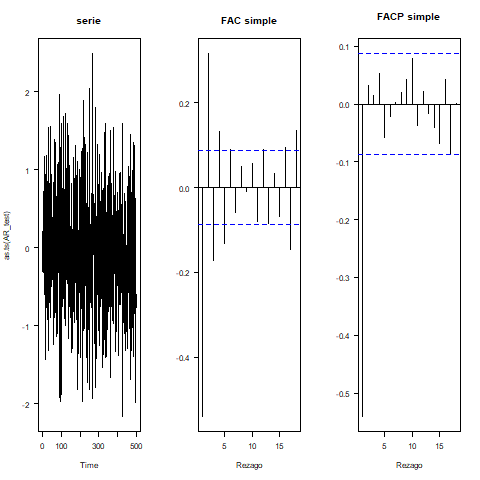 serie
FAC simple
FACP simple
as.ts(AR_test)
2
1
0
-1
-2
0 100 300 500
Time
0.2
0.0
-0.2
-0.4
5 10 15
Rezago
0.1
0.0
-0.1
-0.2
-0.3
-0.4
-0.5
5 10 15
Rezago